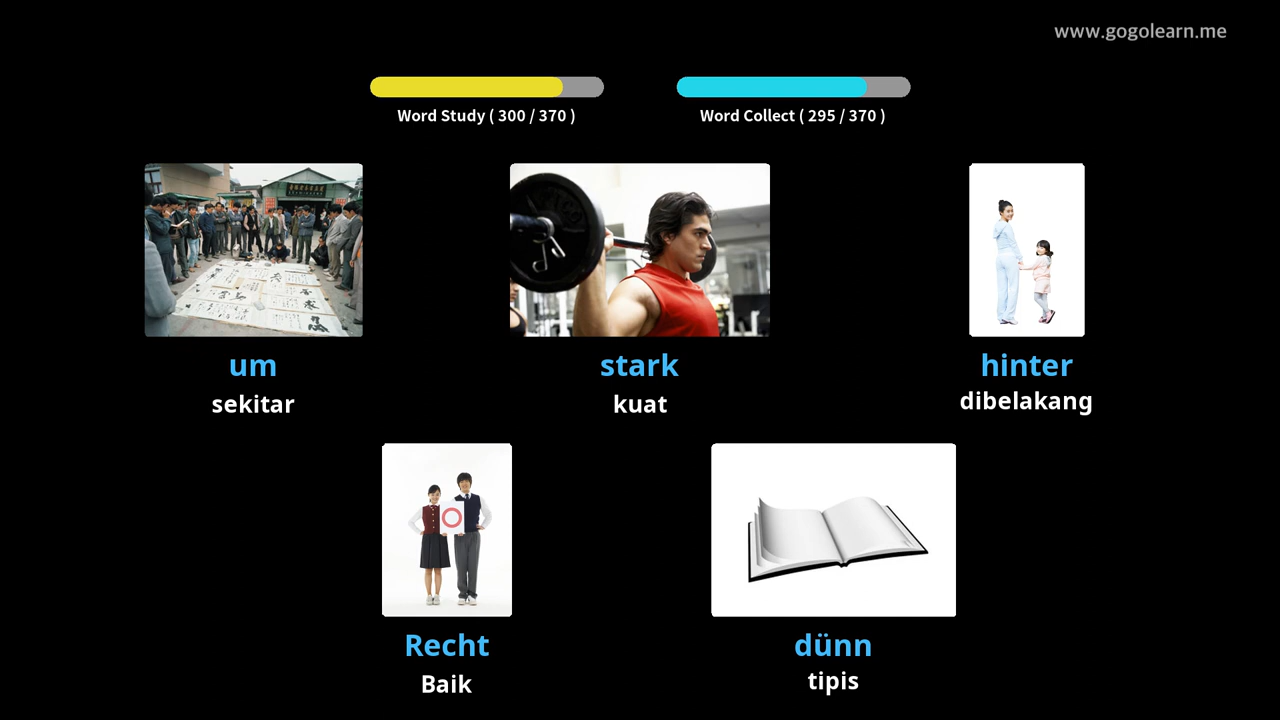 www.gogolearn.me
Word Study ( 300 / 370 )
Word Collect ( 295 / 370 )
um
sekitar
stark
kuat
hinter
dibelakang
Recht
Baik
dünn
tipis